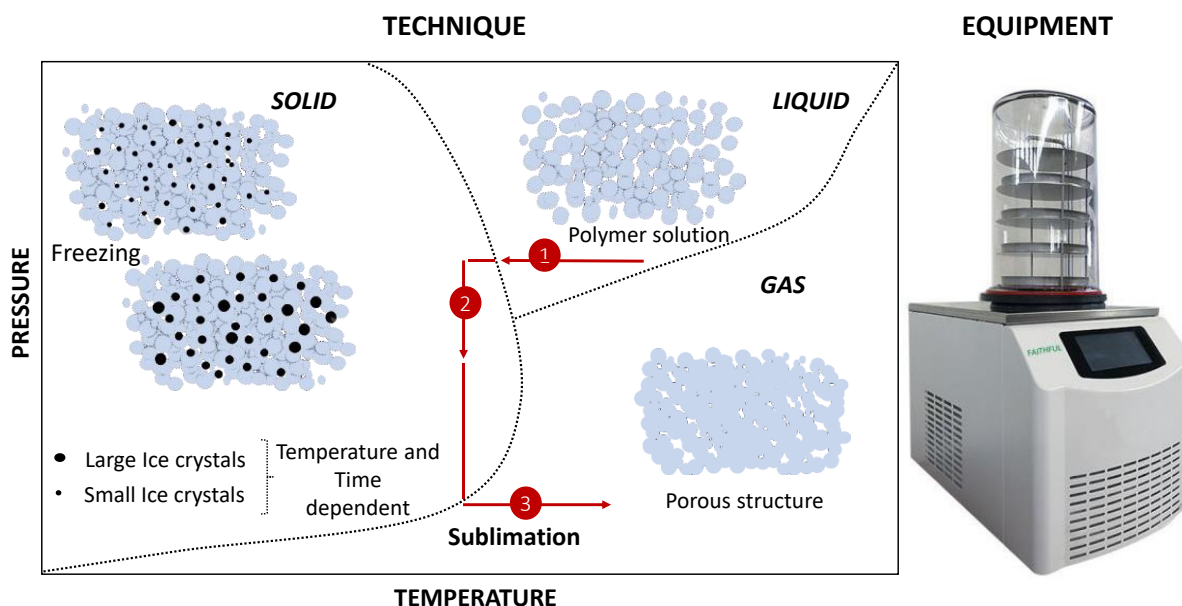 TECHNIQUE
EQUIPMENT
SOLID
LIQUID
Polymer solution
Freezing
1
2
GAS
PRESSURE
FAITHFUL
Large Ice crystals
Small Ice crystals
Temperature and
Time
dependent
3
Sublimation
Porous structure
TEMPERATURE